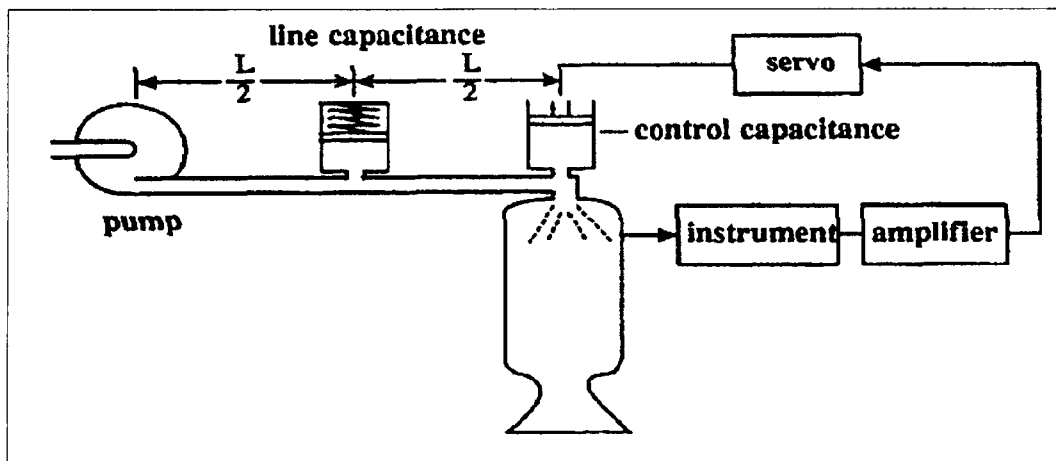 line capacitance
L
2
L
2
servo
control capacitance
pump
instrument
amplifier